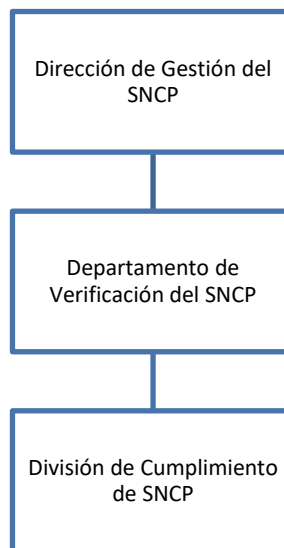 Dirección de Gestión del
SNCP
Departamento de
Verificación del SNCP
División de Cumplimiento
de SNCP